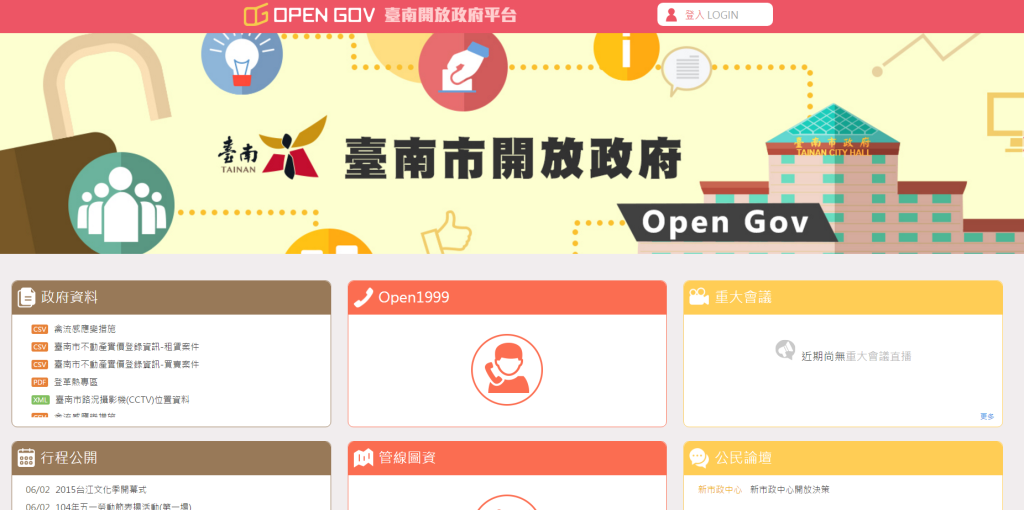 OPEN GOV 臺南開放政府平台
登入 LOGIN
臺南
TAINAN
臺南市開放政府
臺南市政府
TAINAN CITY HALL
Open Gov
政府資料
CSV 禽流感應變措施
CSV 臺南市不動產實價登錄資訊-租賃案件
CSV 臺南市不動產實價登錄資訊-買賣案件
PDF 登革熱專區
XML 臺南市路況攝影機(CCTV)位置資料
Open1999
重大會議
近期尚無重大會議直播
更多
行程公開
06/02 2015台江文化季開幕式
06/02 104年五一勞動節表揚活動(第一場)
管線圖資
公民論壇
新市政中心 新市政中心開放決策